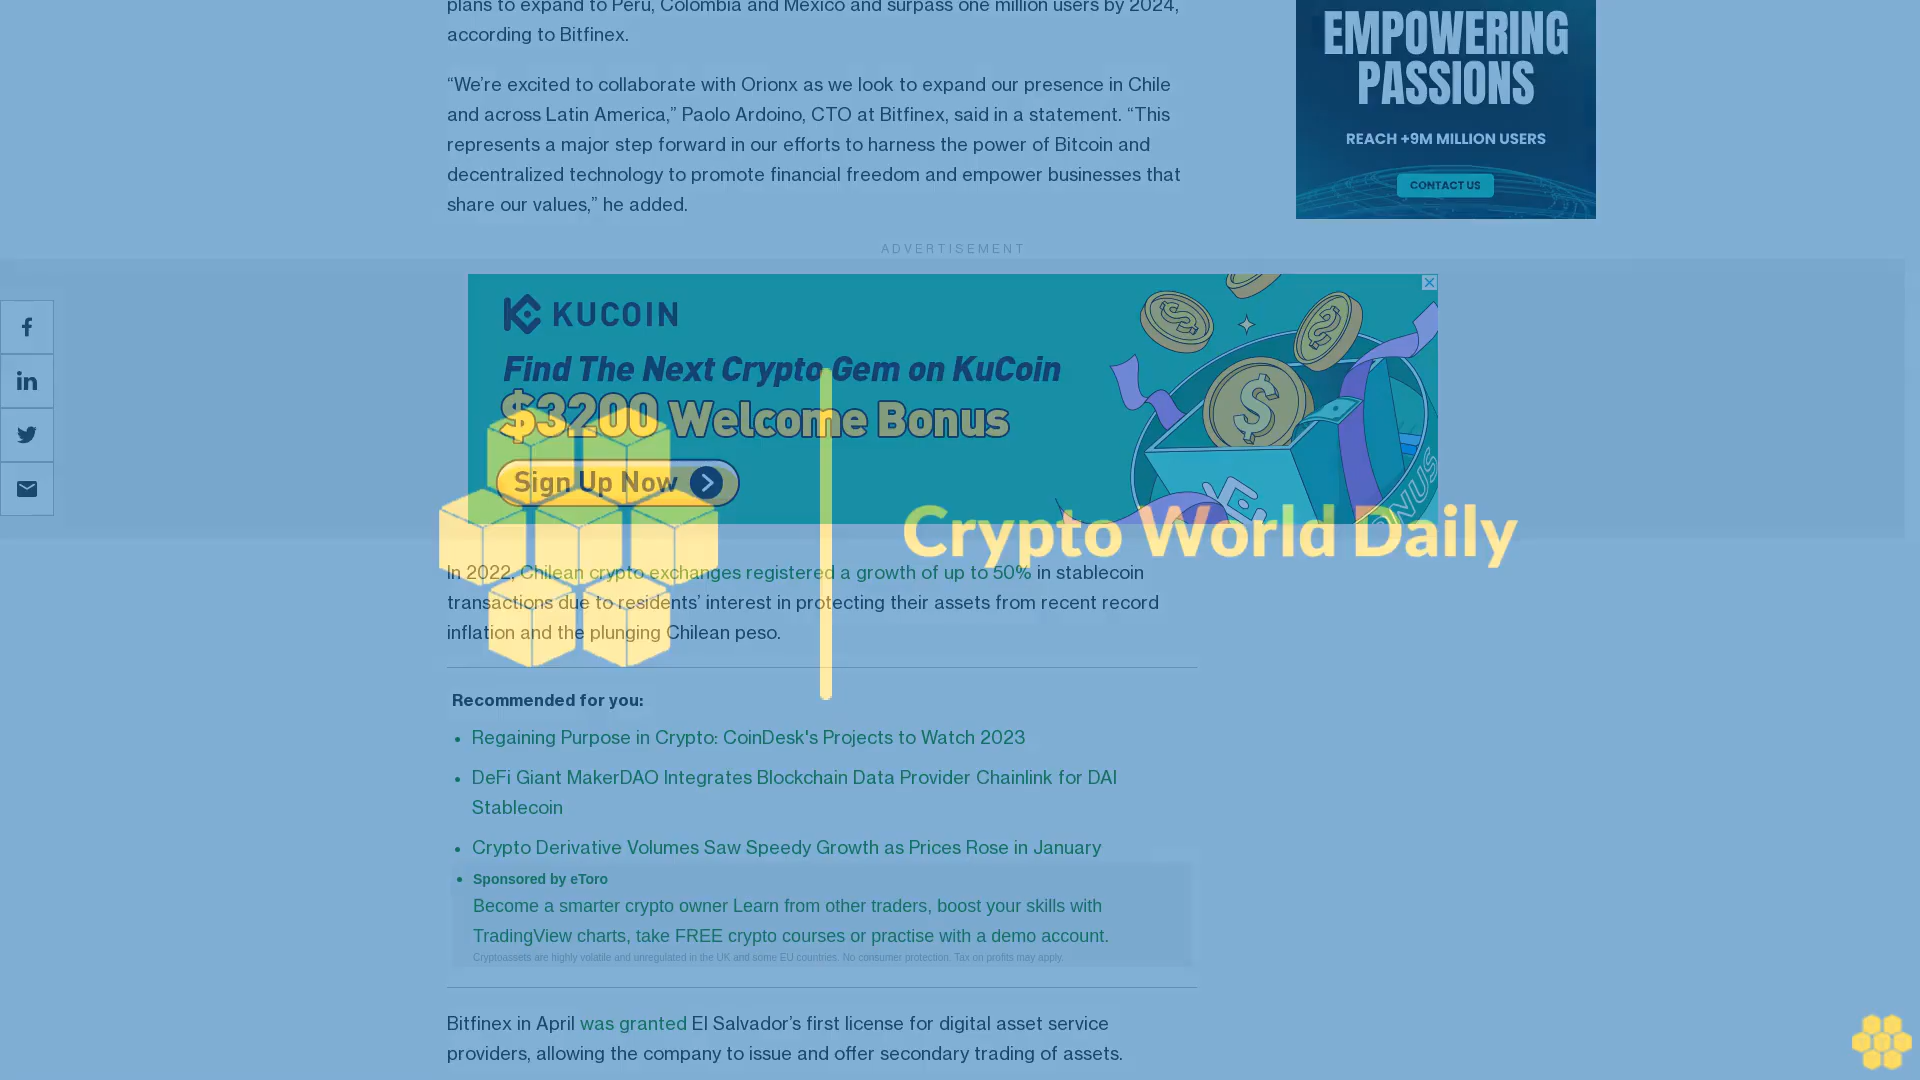 plans to expand to Peru, Colombia and Mexico and surpass one million users by 2024,
according to Bitfinex.
“We’re excited to collaborate with Orionx as we look to expand our presence in Chile
and across Latin America,” Paolo Ardoino, CTO at Bitfinex, said in a statement. “This
represents a major step forward in our efforts to harness the power of Bitcoin and
decentralized technology to promote financial freedom and empower businesses that
share our values,” he added.
EMPOWERING
PASSIONS
REACH +9M MILLION USERS
CONTACT US
ADVERTISEMENT
KUCOIN
Find The Next Crypto Gem on KuCoin
$3200 Welcome Bonus
Sign Up Now
BONUS
Crypto World Daily
In 2022, Chilean crypto exchanges registered a growth of up to 50% in stablecoin
transactions due to residents’ interest in protecting their assets from recent record
inflation and the plunging Chilean peso.
Recommended for you:
• Regaining Purpose in Crypto: CoinDesk's Projects to Watch 2023
• DeFi Giant MakerDAO Integrates Blockchain Data Provider Chainlink for DAI
Stablecoin
• Crypto Derivative Volumes Saw Speedy Growth as Prices Rose in January
• Sponsored by eToro
Become a smarter crypto owner Learn from other traders, boost your skills with
TradingView charts, take FREE crypto courses or practise with a demo account.
Cryptoassets are highly volatile and unregulated in the UK and some EU countries. No consumer protection. Tax on profits may apply.
Bitfinex in April was granted El Salvador’s first license for digital asset service
providers, allowing the company to issue and offer secondary trading of assets.